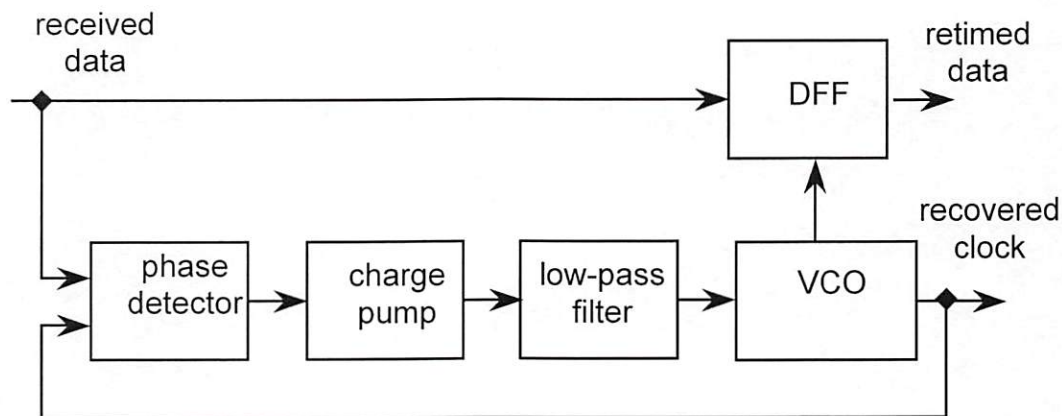 received
data
DFF
retimed
data
recovered
clock
phase
detector
charge
pump
low-pass
filter
VCO